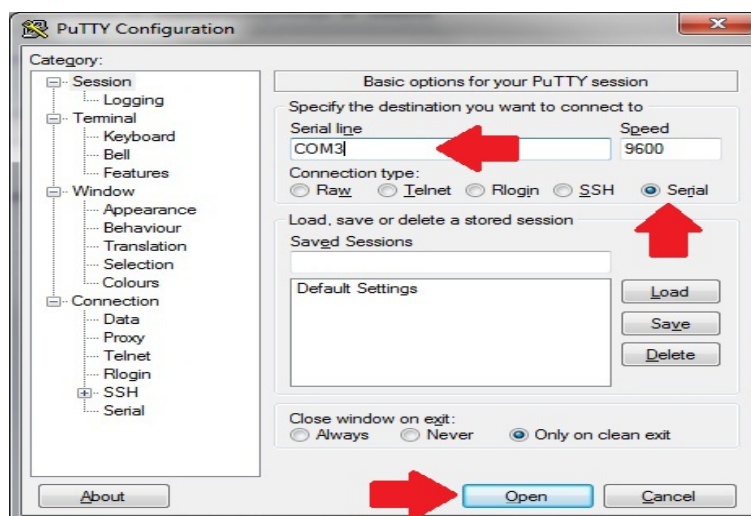 PuTTY Configuration
Category:
Session
Logging
Terminal
Keyboard
Bell
Features
Window
Appearance
Behaviour
Translation
Selection
Colours
Connection
Data
Proxy
Telnet
Rlogin
SSH
Serial
About
Basic options for your PuTTY session
Specify the destination you want to connect to
Serial line Speed
COM3 9600
Connection type:
Raw Telnet Rlogin SSH Serial
Load, save or delete a stored session
Saved Sessions
Default Settings
Load
Save
Delete
Close window on exit:
Always Never Only on clean exit
Open Cancel